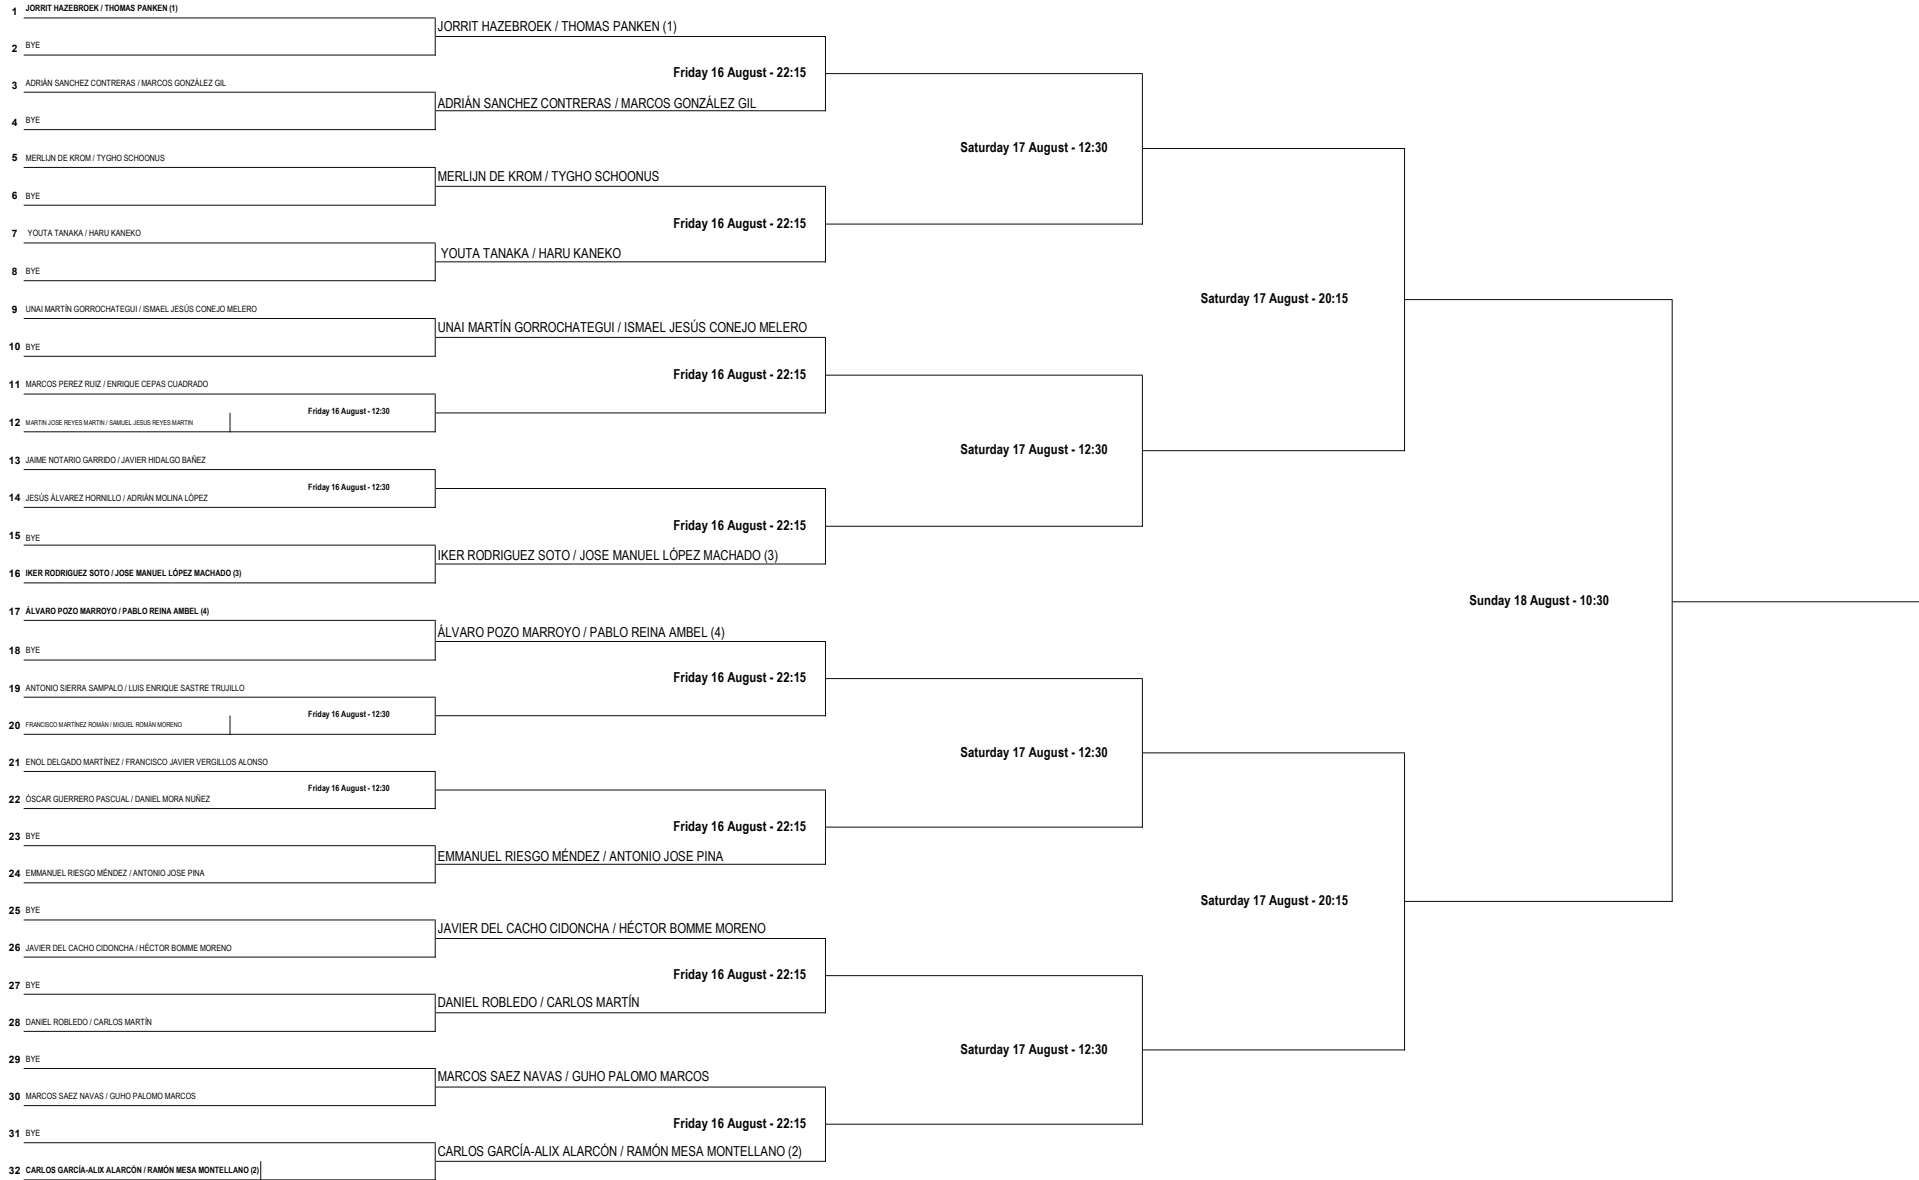 1 JORRIT HAZEBROEK / THOMAS PANKEN (1)
JORRIT HAZEBROEK / THOMAS PANKEN (1)
2 BYE
Friday 16 August - 22:15
3 ADRIÁN SANCHEZ CONTRERAS / MARCOS GONZÁLEZ GIL
ADRIÁN SANCHEZ CONTRERAS / MARCOS GONZÁLEZ GIL
4 BYE
Saturday 17 August - 12:30
5 MERLIJN DE KROM / TYGHO SCHOONUS
MERLIJN DE KROM / TYGHO SCHOONUS
6 BYE
Friday 16 August - 22:15
7 YOUTA TANAKA / HARU KANEKO
YOUTA TANAKA / HARU KANEKO
8 BYE
Saturday 17 August - 20:15
9 UNAI MARTÍN GORROCHATEGUI / ISMAEL JESÚS CONEJO MELERO
UNAI MARTÍN GORROCHATEGUI / ISMAEL JESÚS CONEJO MELERO
10 BYE
Friday 16 August - 22:15
11 MARCOS PEREZ RUIZ / ENRIQUE CEPAS CUADRADO
Friday 16 August - 12:30
12 MARTIN JOSE REYES MARTIN / SAMUEL JESUS REYES MARTIN
Saturday 17 August - 12:30
13 JAIME NOTARIO GARRIDO / JAVIER HIDALGO BAÑEZ
Friday 16 August - 12:30
14 JESÚS ÁLVAREZ HORNILLO / ADRIÁN MOLINA LÓPEZ
Friday 16 August - 22:15
15 BYE
IKER RODRIGUEZ SOTO / JOSE MANUEL LÓPEZ MACHADO (3)
16 IKER RODRIGUEZ SOTO / JOSE MANUEL LÓPEZ MACHADO (3)
Sunday 18 August - 10:30
17 ÁLVARO POZO MARROYO / PABLO REINA AMBEL (4)
ÁLVARO POZO MARROYO / PABLO REINA AMBEL (4)
18 BYE
Friday 16 August - 22:15
19 ANTONIO SIERRA SAMPALO / LUIS ENRIQUE SASTRE TRUJILLO
Friday 16 August - 12:30
20 FRANCISCO MARTÍNEZ ROMÁN / MIGUEL ROMÁN MORENO
Saturday 17 August - 12:30
21 ENOL DELGADO MARTÍNEZ / FRANCISCO JAVIER VERGILLOS ALONSO
Friday 16 August - 12:30
22 ÓSCAR GUERRERO PASCUAL / DANIEL MORA NUÑEZ
Friday 16 August - 22:15
23 BYE
EMMANUEL RIESGO MÉNDEZ / ANTONIO JOSE PINA
24 EMMANUEL RIESGO MÉNDEZ / ANTONIO JOSE PINA
Saturday 17 August - 20:15
25 BYE
JAVIER DEL CACHO CIDONCHA / HÉCTOR BOMME MORENO
26 JAVIER DEL CACHO CIDONCHA / HÉCTOR BOMME MORENO
Friday 16 August - 22:15
27 BYE
DANIEL ROBLEDO / CARLOS MARTÍN
28 DANIEL ROBLEDO / CARLOS MARTÍN
Saturday 17 August - 12:30
29 BYE
MARCOS SAEZ NAVAS / GUHO PALOMO MARCOS
30 MARCOS SAEZ NAVAS / GUHO PALOMO MARCOS
Friday 16 August - 22:15
31 BYE
CARLOS GARCÍA-ALIX ALARCÓN / RAMÓN MESA MONTELLANO (2)
32 CARLOS GARCÍA-ALIX ALARCÓN / RAMÓN MESA MONTELLANO (2)